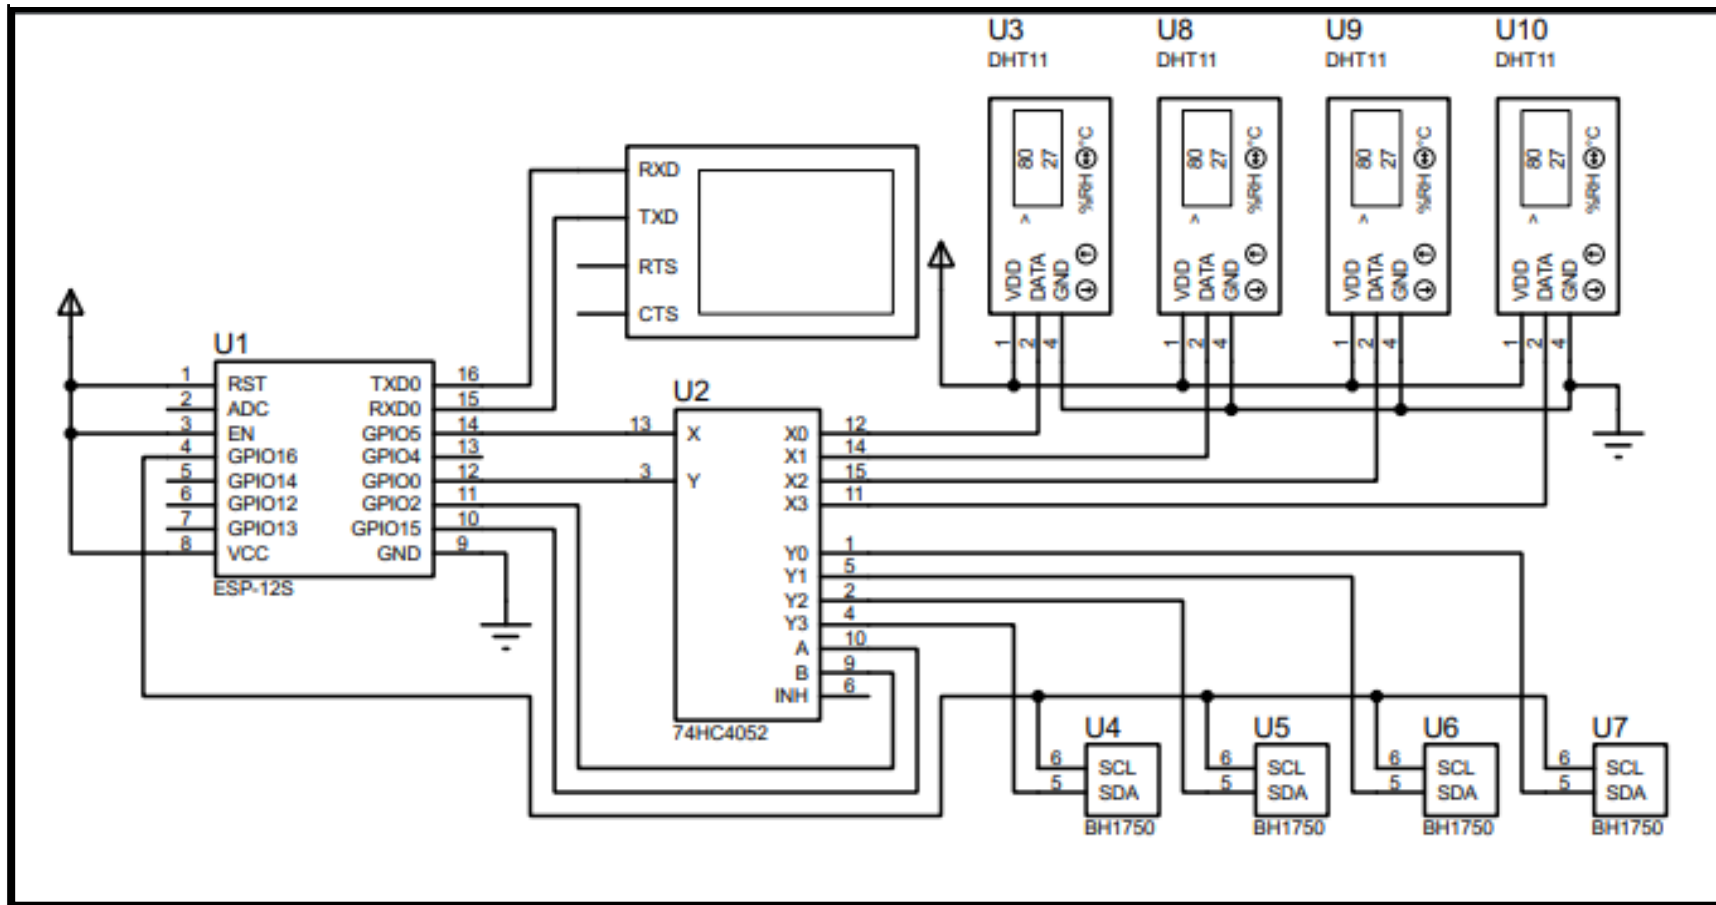 U3
DHT11
U8
DHT11
U9
DHT11
U10
DHT11
80
27
>
%RH °C
VDD
DATA
GND
1
2
4
80
27
>
%RH °C
VDD
DATA
GND
1
2
4
80
27
>
%RH °C
VDD
DATA
GND
1
2
4
80
27
>
%RH °C
VDD
DATA
GND
1
2
4
RXD
TXD
RTS
CTS
U1
1 RST
2 ADC
3 EN
4 GPIO16
5 GPIO14
6 GPIO12
7 GPIO13
8 VCC
TXD0 16
RXD0 15
GPIO5 14
GPIO4 13
GPIO0 12
GPIO2 11
GPIO15 10
GND 9
ESP-12S
U2
13 X
3 Y
X0 12
X1 14
X2 15
X3 11
Y0 1
Y1 5
Y2 2
Y3 4
A 10
B 9
INH 6
74HC4052
U4
6 SCL
5 SDA
BH1750
U5
6 SCL
5 SDA
BH1750
U6
6 SCL
5 SDA
BH1750
U7
6 SCL
5 SDA
BH1750